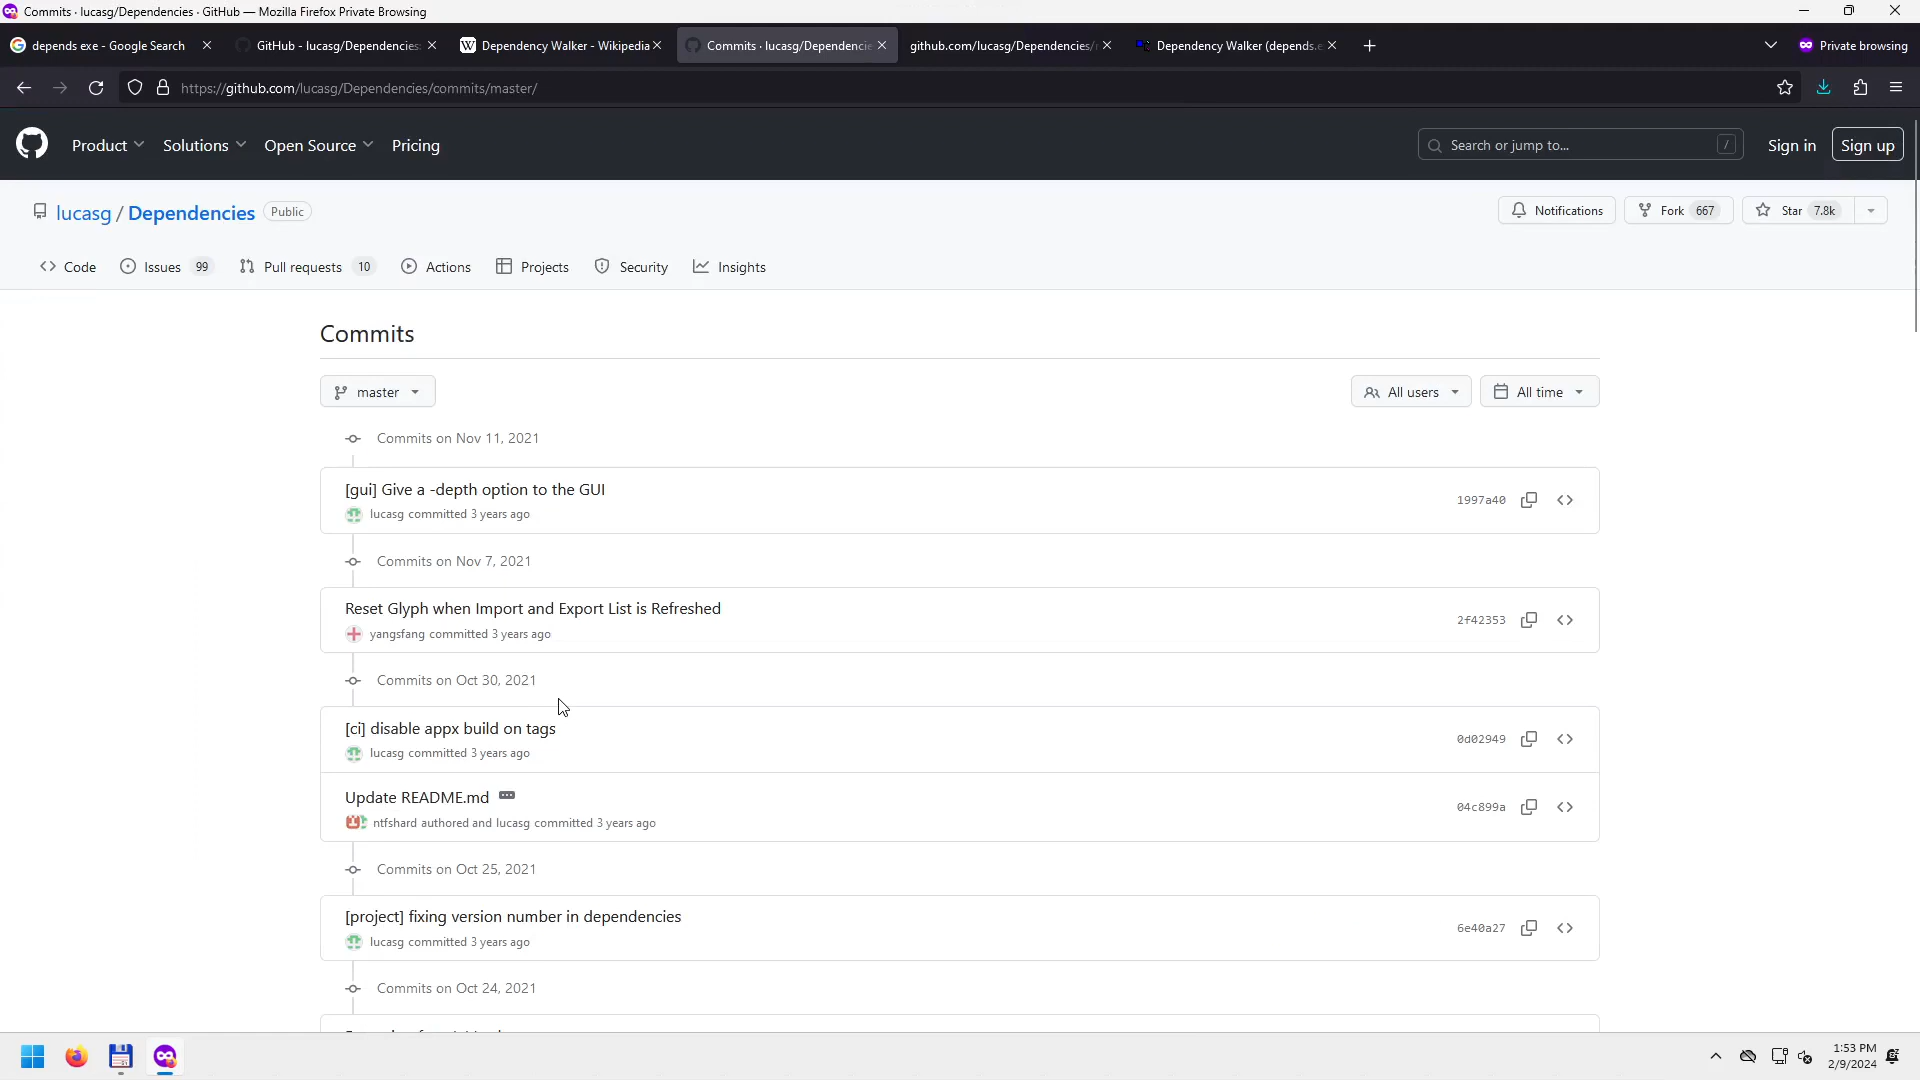 Commits · lucasg/Dependencies · GitHub — Mozilla Firefox Private Browsing
depends exe - Google Search
GitHub - lucasg/Dependencies:
Dependency Walker - Wikipedia
Commits · lucasg/Dependencie
github.com/lucasg/Dependencies/
Dependency Walker (depends.e
Private browsing
https://github.com/lucasg/Dependencies/commits/master/
Product
Solutions
Open Source
Pricing
Search or jump to...
/
Sign in
Sign up
lucasg / Dependencies
Public
Notifications
Fork 667
Star 7.8k
Code
Issues 99
Pull requests 10
Actions
Projects
Security
Insights
Commits
master
All users
All time
Commits on Nov 11, 2021
[gui] Give a -depth option to the GUI
lucasg committed 3 years ago
1997a40
Commits on Nov 7, 2021
Reset Glyph when Import and Export List is Refreshed
yangsfang committed 3 years ago
2f42353
Commits on Oct 30, 2021
[ci] disable appx build on tags
lucasg committed 3 years ago
0d02949
Update README.md
ntfshard authored and lucasg committed 3 years ago
04c899a
Commits on Oct 25, 2021
[project] fixing version number in dependencies
lucasg committed 3 years ago
6e40a27
Commits on Oct 24, 2021
1:53 PM
2/9/2024